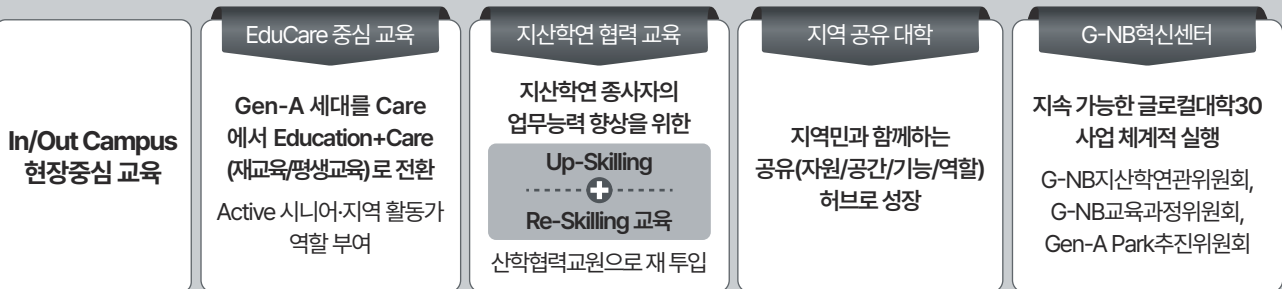 In/Out Campus
현장중심 교육
EduCare 중심 교육
Gen-A 세대를 Care
에서 Education+Care
(재교육/평생교육)로 전환
Active 시니어·지역 활동가
역할 부여
지산학연 협력 교육
지산학연 종사자의
업무능력 향상을 위한
Up-Skilling
+
Re-Skilling 교육
산학협력교원으로 재 투입
지역 공유 대학
지역민과 함께하는
공유(자원/공간/기능/역할)
허브로 성장
G-NB혁신센터
지속 가능한 글로컬대학30
사업 체계적 실행
G-NB지산학연관위원회,
G-NB교육과정위원회,
Gen-A Park추진위원회